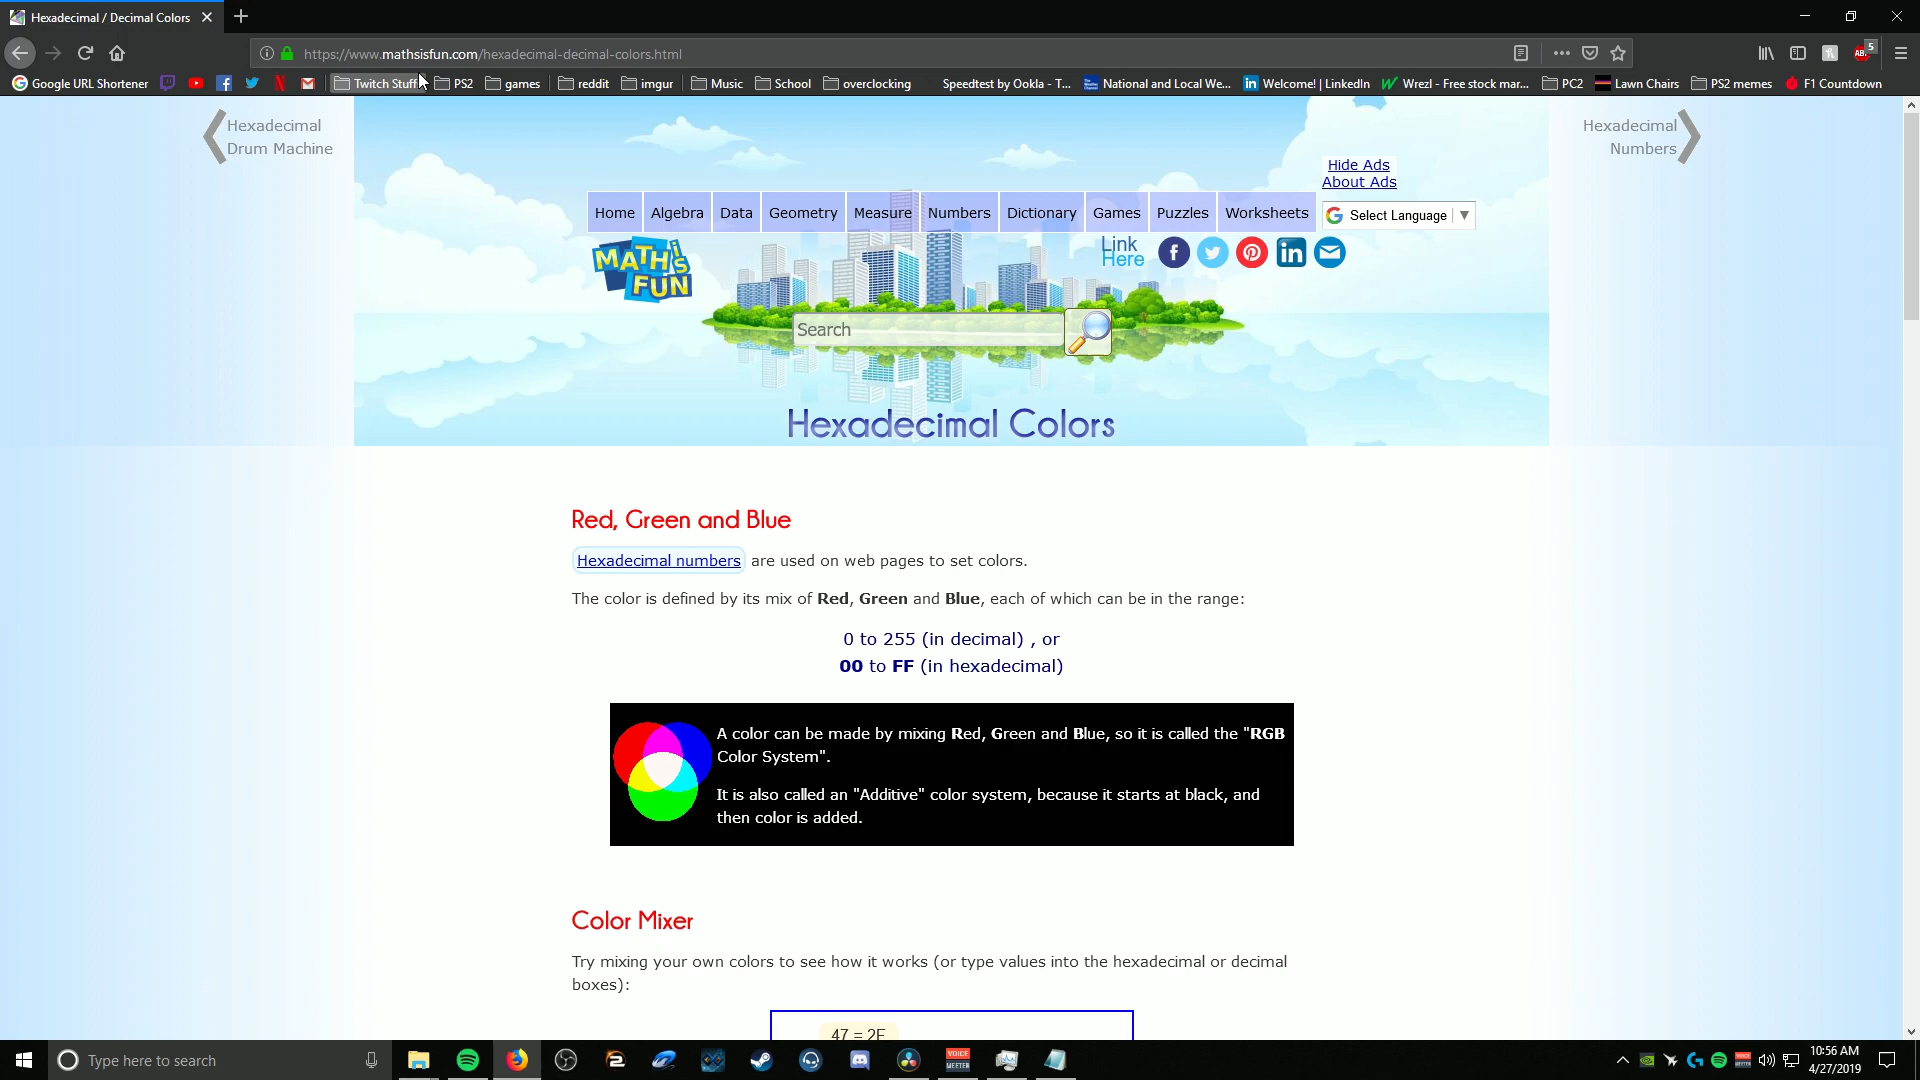 Hexadecimal / Decimal Colors
https://www.mathsisfun.com/hexadecimal-decimal-colors.html
5
Google URL Shortener
Twitch Stuff
PS2
games
reddit
imgur
Music
School
overclocking
Speedtest by Ookla - T...
National and Local We...
Welcome! | LinkedIn
Wrezl - Free stock mar...
PC2
Lawn Chairs
PS2 memes
F1 Countdown
Hexadecimal
Drum Machine
Hexadecimal
Numbers
Hide Ads
About Ads
Home
Algebra
Data
Geometry
Measure
Numbers
Dictionary
Games
Puzzles
Worksheets
Select Language
MATH
is
FUN
Link
Here
Search
Hexadecimal Colors
Red, Green and Blue
Hexadecimal numbers are used on web pages to set colors.
The color is defined by its mix of Red, Green and Blue, each of which can be in the range:
0 to 255 (in decimal) , or
00 to FF (in hexadecimal)
A color can be made by mixing Red, Green and Blue, so it is called the "RGB
Color System".
It is also called an "Additive" color system, because it starts at black, and
then color is added.
Color Mixer
Try mixing your own colors to see how it works (or type values into the hexadecimal or decimal
boxes):
47 = 2F
Type here to search
VOICE
MEETER
10:56 AM
4/27/2019